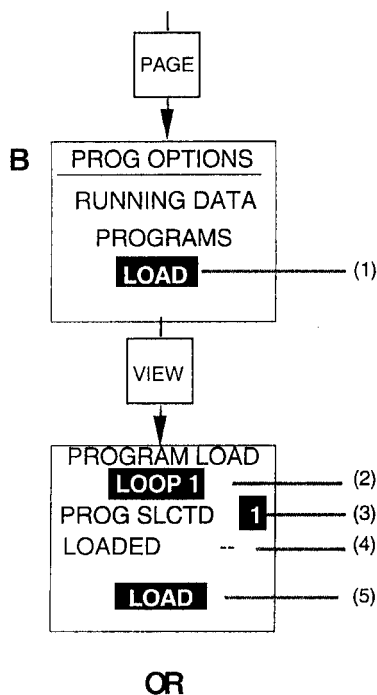 PAGE
B
PROG OPTIONS
RUNNING DATA
PROGRAMS
LOAD (1)
VIEW
PROGRAM LOAD
LOOP 1 (2)
PROG SLCTD 1 (3)
LOADED -- (4)
LOAD (5)
OR